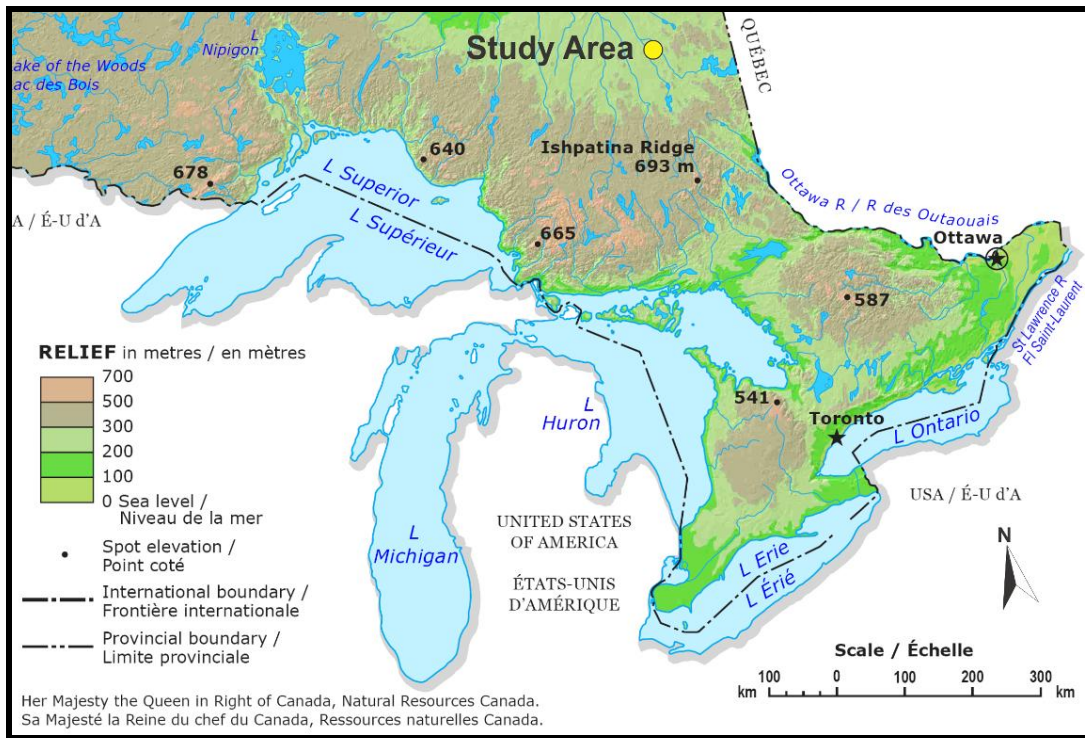 L
Nipigon
Study Area
QUÉBEC
ake of the Woods
ac des Bois
640
Ishpatina Ridge
693 m
678
L Superior
L Supérieur
Ottawa R / R des Outaouais
A / É-U d'A
665
Ottawa
587
St Lawrence R
Fl Saint-Laurent
RELIEF in metres / en mètres
700
500
300
200
100
0 Sea level /
Niveau de la mer
541
L
Huron
Toronto
L Ontario
USA / É-U d'A
UNITED STATES
OF AMERICA
L
Michigan
ÉTATS-UNIS
D'AMÉRIQUE
L Erie
L Érié
N
Spot elevation /
Point coté
International boundary /
Frontière internationale
Provincial boundary /
Limite provinciale
Scale / Échelle
100 0 100 200 300
km km
Her Majesty the Queen in Right of Canada, Natural Resources Canada.
Sa Majesté la Reine du chef du Canada, Ressources naturelles Canada.